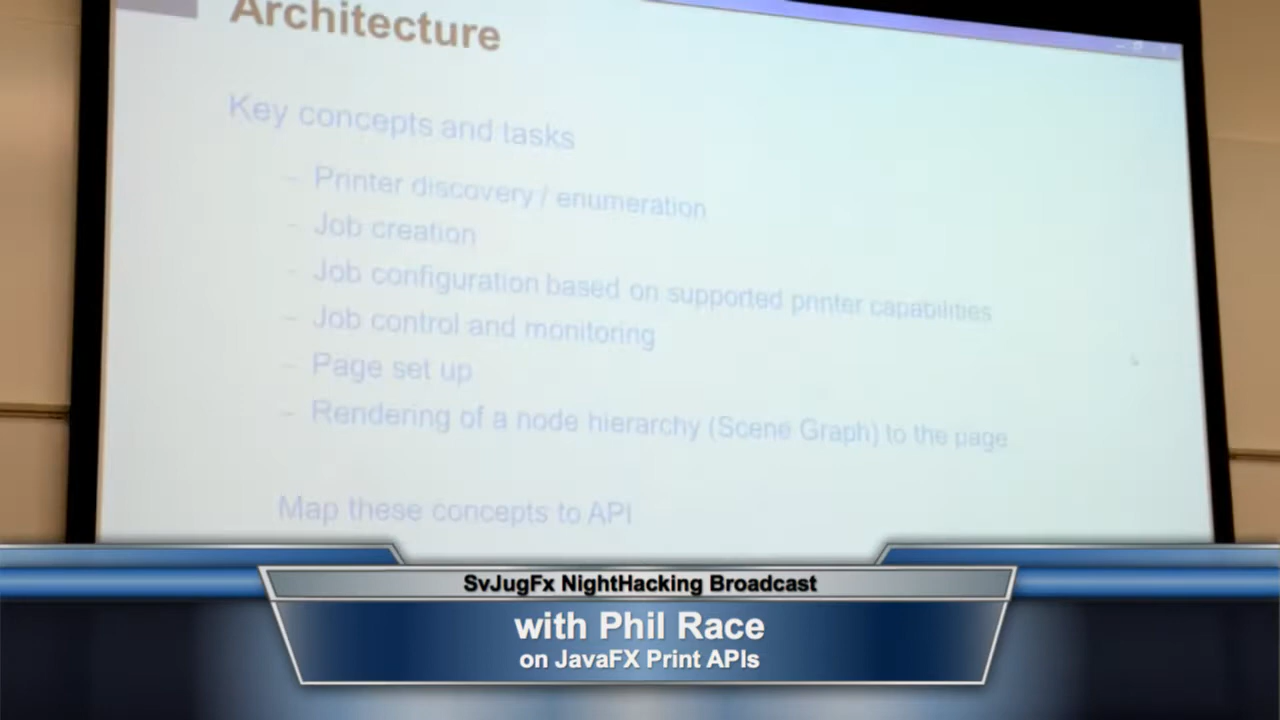 Architecture
Key concepts and tasks
– Printer discovery / enumeration
– Job creation
– Job configuration based on supported printer capabilities
– Job control and monitoring
– Page set up
– Rendering of a node hierarchy (Scene Graph) to the page
Map these concepts to API
SvJugFx NightHacking Broadcast
with Phil Race
on JavaFX Print APIs